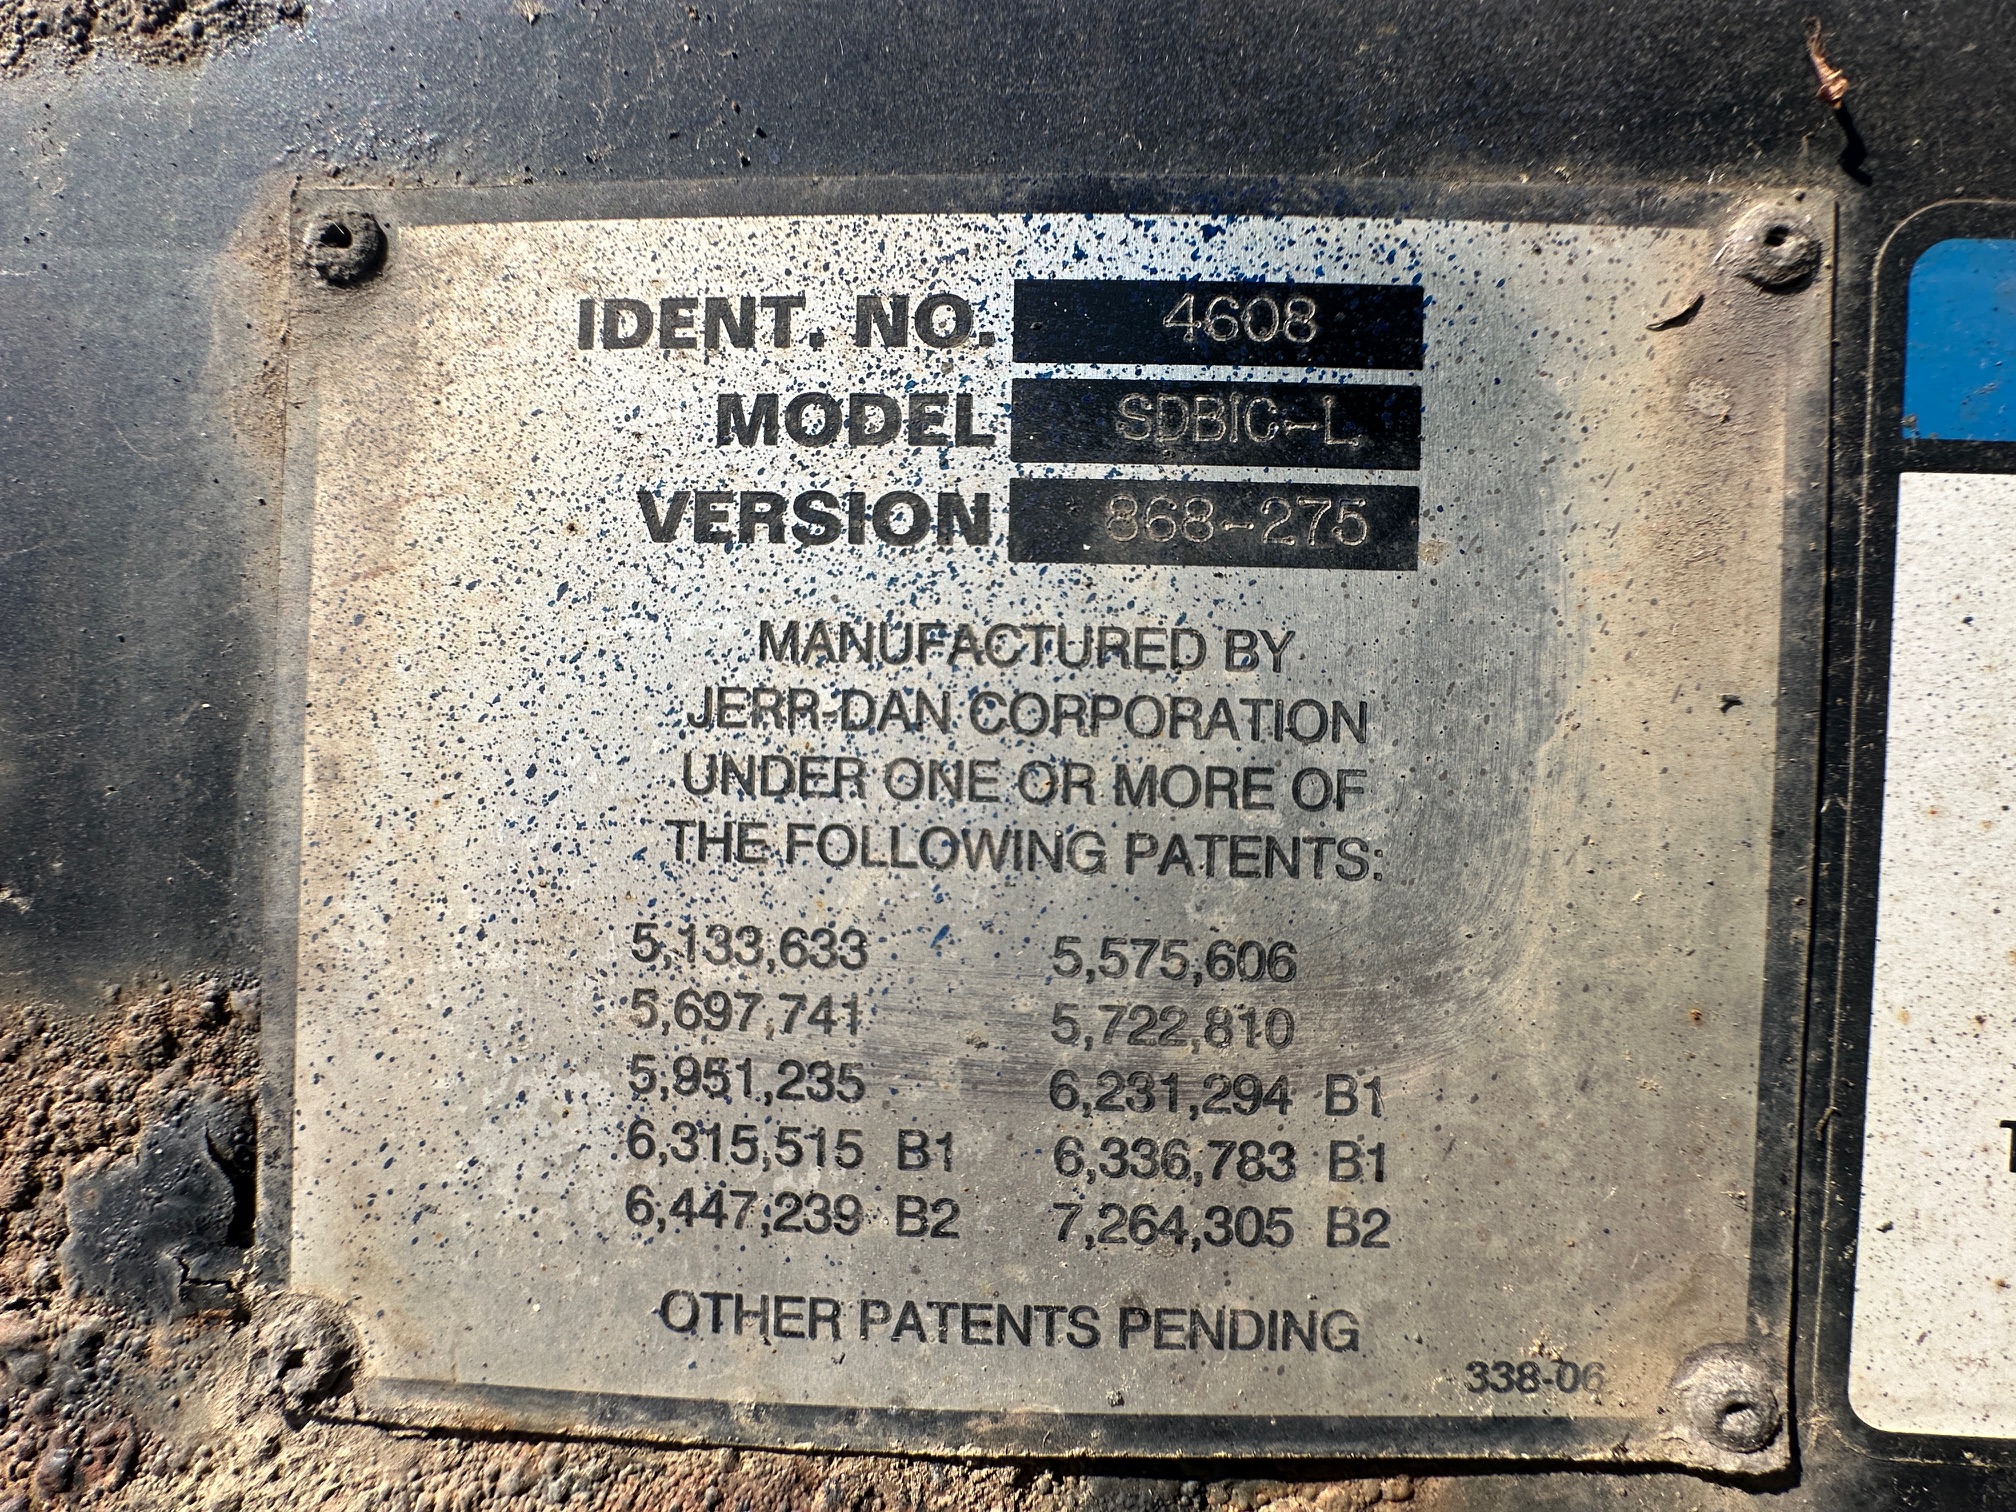 IDENT. NO. 4608
MODEL SDBIC-L
VERSION 868-275
MANUFACTURED BY
JERR-DAN CORPORATION
UNDER ONE OR MORE OF
THE FOLLOWING PATENTS:
5,133,633 5,575,606
5,697,741 5,722,810
5,951,235 6,231,294 B1
6,315,515 B1 6,336,783 B1
6,447,239 B2 7,264,305 B2
OTHER PATENTS PENDING
338-06